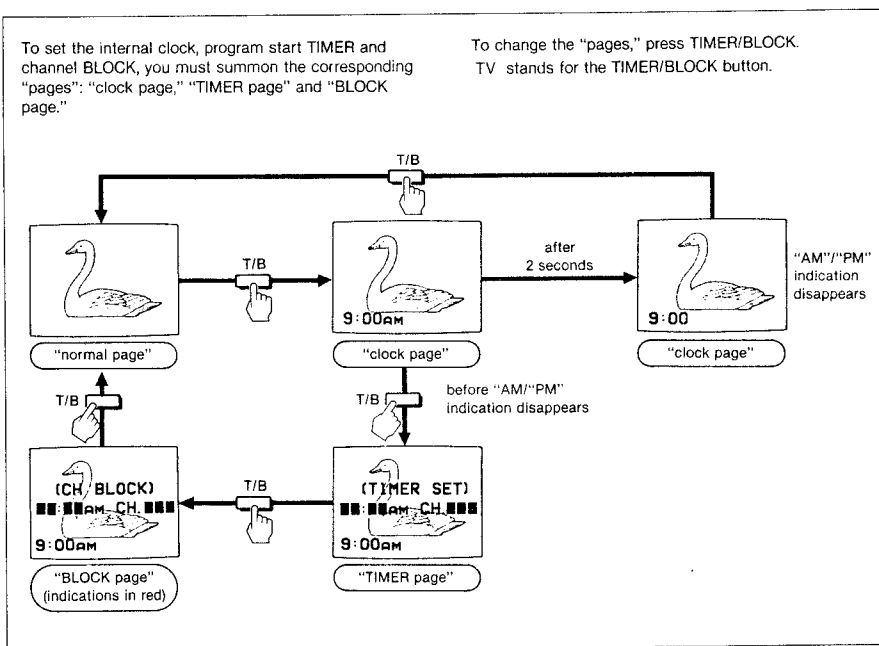 To set the internal clock, program start TIMER and
channel BLOCK, you must summon the corresponding
"pages": "clock page," "TIMER page" and "BLOCK
page."
To change the "pages," press TIMER/BLOCK.
TV stands for the TIMER/BLOCK button.
T/B
T/B
after
2 seconds
"AM"/"PM"
indication
disappears
9:00AM
9:00
"normal page"
"clock page"
"clock page"
T/B
T/B
before "AM/"PM"
indication disappears
(CH BLOCK)
■■:■■AM CH.■■■
9:00AM
T/B
(TIMER SET)
■■:■■AM CH.■■■
9:00AM
"BLOCK page"
(indications in red)
"TIMER page"